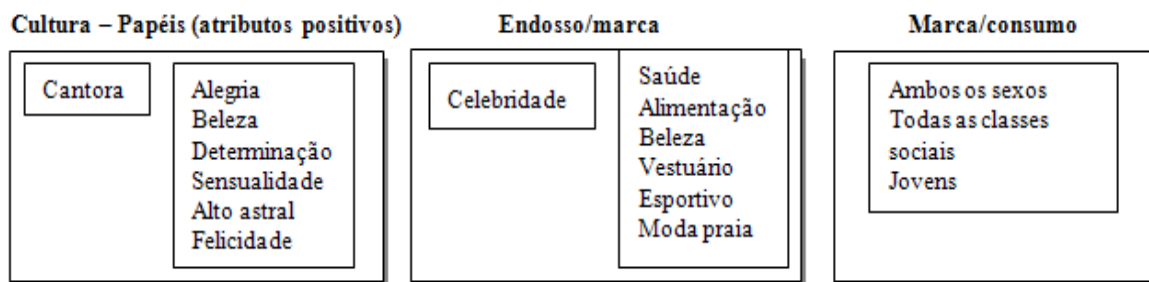 Cultura – Papéis (atributos positivos)
Cantora
Alegria
Beleza
Determinação
Sensualidade
Alto astral
Felicidade
Endosso/marca
Celebridade
Saúde
Alimentação
Beleza
Vestuário
Esportivo
Moda praia
Marca/consumo
Ambos os sexos
Todas as classes
sociais
Jovens